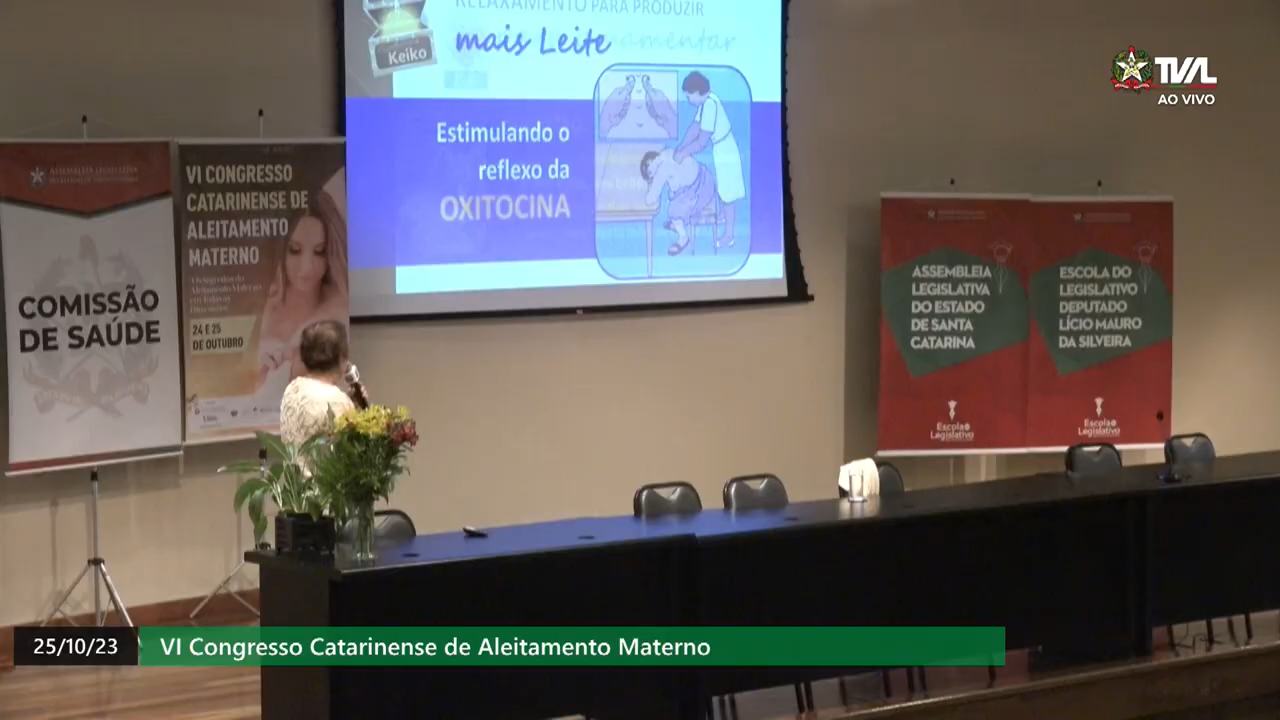 RELAXAMENTO PARA PRODUZIR
mais Leite
Keiko
Estimulando o
reflexo da
OXITOCINA
TVAL
AO VIVO
ASSEMBLEIA LEGISLATIVA
COMISSÃO
DE SAÚDE
VI CONGRESSO
CATARINENSE DE
ALEITAMENTO
MATERNO
24 E 25
DE OUTUBRO
ASSEMBLEIA
LEGISLATIVA
DO ESTADO
DE SANTA
CATARINA
Escola
Legislativo
ESCOLA DO
LEGISLATIVO
DEPUTADO
LÍCIO MAURO
DA SILVEIRA
Escola
Legislativo
25/10/23
VI Congresso Catarinense de Aleitamento Materno